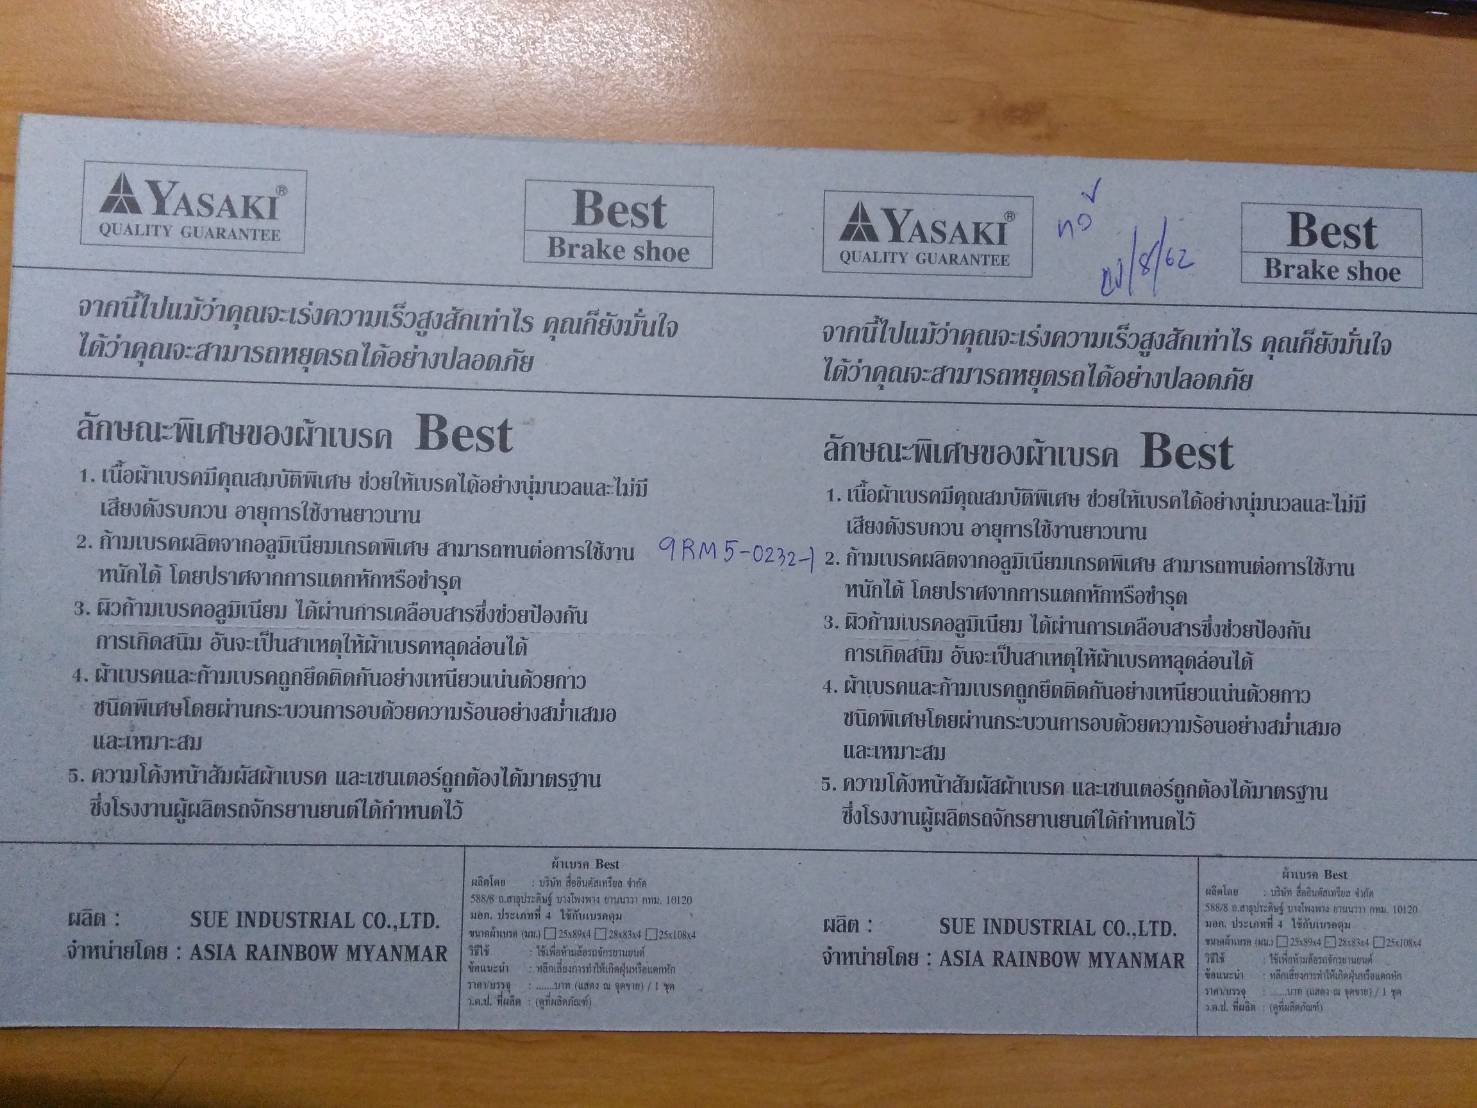 YASAKI®
QUALITY GUARANTEE
Best
Brake shoe
จากนี้ไปแม้ว่าคุณจะเร่งความเร็วสูงสักเท่าไร คุณก็ยังมั่นใจ
ได้ว่าคุณจะสามารถหยุดรถได้อย่างปลอดภัย
ลักษณะพิเศษของผ้าเบรค Best
1. เนื้อผ้าเบรคมีคุณสมบัติพิเศษ ช่วยให้เบรคได้อย่างนุ่มนวลและไม่มี
เสียงดังรบกวน อายุการใช้งานยาวนาน
2. ก้ามเบรคผลิตจากอลูมิเนียมเกรดพิเศษ สามารถทนต่อการใช้งาน
หนักได้ โดยปราศจากการแตกหักหรือชำรุด
3. ผิวก้ามเบรคอลูมิเนียม ได้ผ่านการเคลือบสารซึ่งช่วยป้องกัน
การเกิดสนิม อันจะเป็นสาเหตุให้ผ้าเบรคหลุดล่อนได้
4. ผ้าเบรคและก้ามเบรคถูกยึดติดกันอย่างเหนียวแน่นด้วยกาว
ชนิดพิเศษโดยผ่านกระบวนการอบด้วยความร้อนอย่างสม่ำเสมอ
และเหมาะสม
5. ความโค้งหน้าสัมผัสผ้าเบรค และเซนเตอร์ถูกต้องได้มาตรฐาน
ซึ่งโรงงานผู้ผลิตรถจักรยานยนต์ได้กำหนดไว้
9RM5-0232-1
ผลิต : SUE INDUSTRIAL CO.,LTD.
จำหน่ายโดย : ASIA RAINBOW MYANMAR
ผ้าเบรค Best
ผลิตโดย : บริษัท สื่ออินดัสเทรียล จำกัด
588/8 ถ.สาธุประดิษฐ์ บางโพงพาง ยานนาวา กทม. 10120
มอก. ประเภทที่ 4 ใช้กับเบรคดุม
ขนาดผ้าเบรค (มม.) 25x89x4 28x83x4 25x108x4
วิธีใช้ : ใช้เพื่อห้ามล้อรถจักรยานยนต์
ข้อแนะนำ : หลีกเลี่ยงการทำให้เกิดฝุ่นหรือแตกหัก
ราคา/บรรจุ : ......บาท (แสดง ณ จุดขาย) / 1 ชุด
ว.ด.ป. ที่ผลิต : (ดูที่ผลิตภัณฑ์)
YASAKI®
QUALITY GUARANTEE
/8/62
Best
Brake shoe
จากนี้ไปแม้ว่าคุณจะเร่งความเร็วสูงสักเท่าไร คุณก็ยังมั่นใจ
ได้ว่าคุณจะสามารถหยุดรถได้อย่างปลอดภัย
ลักษณะพิเศษของผ้าเบรค Best
1. เนื้อผ้าเบรคมีคุณสมบัติพิเศษ ช่วยให้เบรคได้อย่างนุ่มนวลและไม่มี
เสียงดังรบกวน อายุการใช้งานยาวนาน
2. ก้ามเบรคผลิตจากอลูมิเนียมเกรดพิเศษ สามารถทนต่อการใช้งาน
หนักได้ โดยปราศจากการแตกหักหรือชำรุด
3. ผิวก้ามเบรคอลูมิเนียม ได้ผ่านการเคลือบสารซึ่งช่วยป้องกัน
การเกิดสนิม อันจะเป็นสาเหตุให้ผ้าเบรคหลุดล่อนได้
4. ผ้าเบรคและก้ามเบรคถูกยึดติดกันอย่างเหนียวแน่นด้วยกาว
ชนิดพิเศษโดยผ่านกระบวนการอบด้วยความร้อนอย่างสม่ำเสมอ
และเหมาะสม
5. ความโค้งหน้าสัมผัสผ้าเบรค และเซนเตอร์ถูกต้องได้มาตรฐาน
ซึ่งโรงงานผู้ผลิตรถจักรยานยนต์ได้กำหนดไว้
ผลิต : SUE INDUSTRIAL CO.,LTD.
จำหน่ายโดย : ASIA RAINBOW MYANMAR
ผ้าเบรค Best
ผลิตโดย : บริษัท สื่ออินดัสเทรียล จำกัด
588/8 ถ.สาธุประดิษฐ์ บางโพงพาง ยานนาวา กทม. 10120
มอก. ประเภทที่ 4 ใช้กับเบรคดุม
ขนาดผ้าเบรค (มม.) 25x89x4 28x83x4 25x108x4
วิธีใช้ : ใช้เพื่อห้ามล้อรถจักรยานยนต์
ข้อแนะนำ : หลีกเลี่ยงการทำให้เกิดฝุ่นหรือแตกหัก
ราคา/บรรจุ : ......บาท (แสดง ณ จุดขาย) / 1 ชุด
ว.ด.ป. ที่ผลิต : (ดูที่ผลิตภัณฑ์)